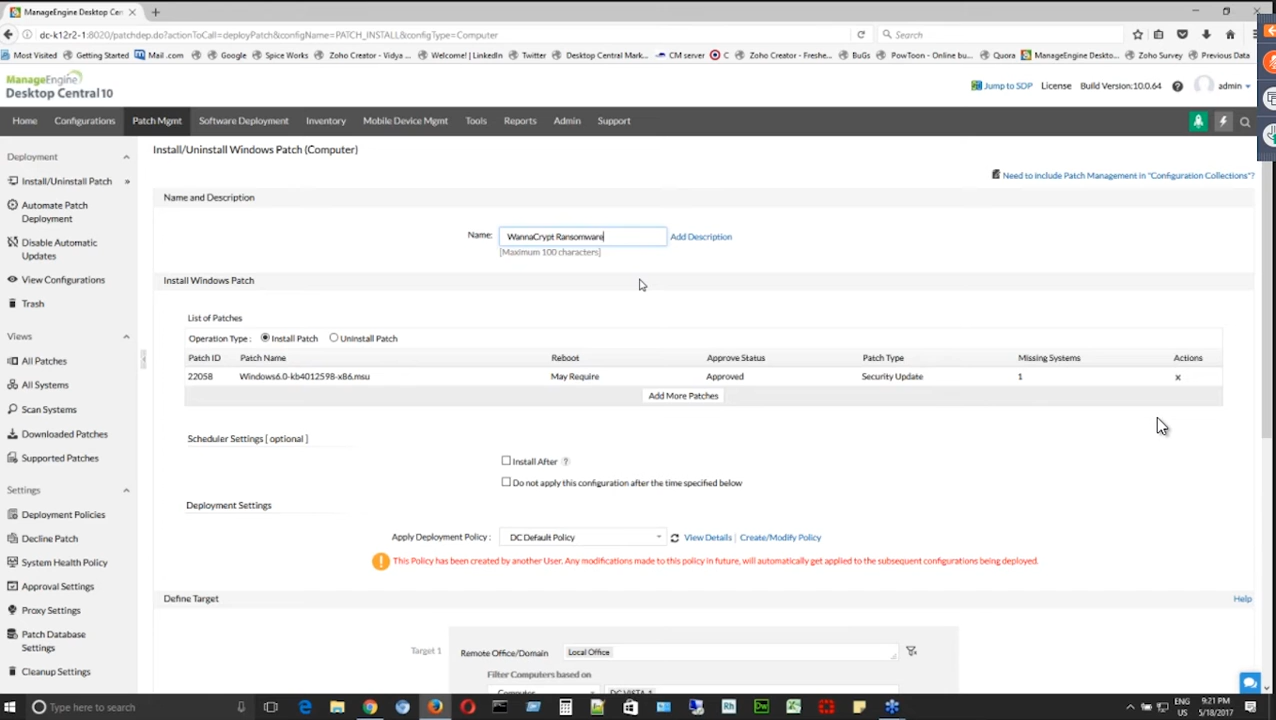 ManageEngine Desktop Cen
dc-k12r2-1:8020/patchdep.do?actionToCall=deployPatch&configName=PATCH_INSTALL&configType=Computer
Search
Most Visited Getting Started Mail .com Google Spice Works Zoho Creator - Vidya ... Welcome! | LinkedIn Twitter Desktop Central Mark... CM server C Zoho Creator - Freshe... BuGs PowToon - Online bu... Quora ManageEngine Deskto... Zoho Survey Previous Data
ManageEngine
Desktop Central 10
Jump to SDP License Build Version:10.0.64 admin
Home Configurations Patch Mgmt Software Deployment Inventory Mobile Device Mgmt Tools Reports Admin Support
Deployment
Install/Uninstall Patch »
Automate Patch
Deployment
Disable Automatic
Updates
View Configurations
Trash
Views
All Patches
All Systems
Scan Systems
Downloaded Patches
Supported Patches
Settings
Deployment Policies
Decline Patch
System Health Policy
Approval Settings
Proxy Settings
Patch Database
Settings
Cleanup Settings
Install/Uninstall Windows Patch (Computer)
Need to include Patch Management in "Configuration Collections"?
Name and Description
Name: WannaCrypt Ransomware Add Description
[Maximum 100 characters]
Install Windows Patch
List of Patches
Operation Type : Install Patch Uninstall Patch
Patch ID Patch Name Reboot Approve Status Patch Type Missing Systems Actions
22058 Windows6.0-kb4012598-x86.msu May Require Approved Security Update 1 x
Add More Patches
Scheduler Settings [ optional ]
Install After ?
Do not apply this configuration after the time specified below
Deployment Settings
Apply Deployment Policy : DC Default Policy View Details | Create/Modify Policy
This Policy has been created by another User. Any modifications made to this policy in future, will automatically get applied to the subsequent configurations being deployed.
Define Target Help
Target 1 Remote Office/Domain Local Office
Filter Computers based on
Computer DC VISTA 1
Type here to search
ENG 9:21 PM
US 5/18/2017